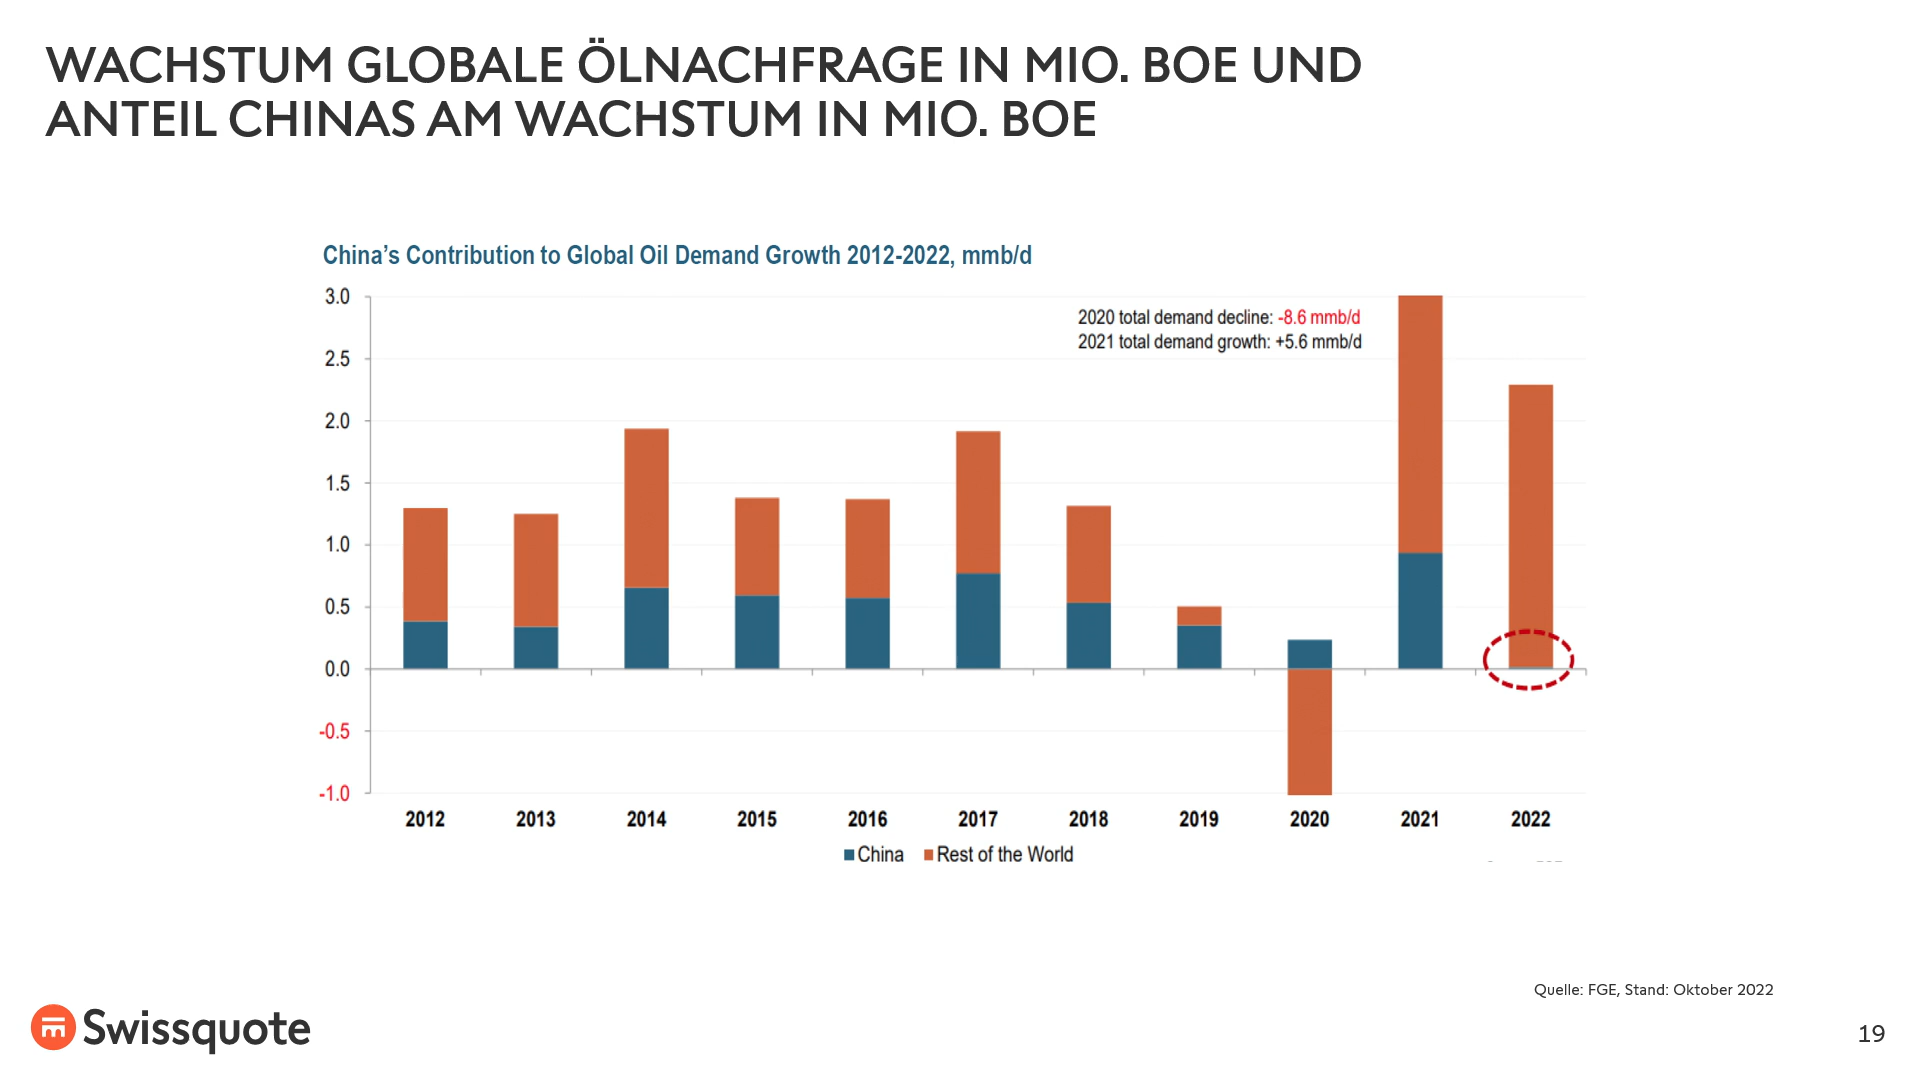 WACHSTUM GLOBALE ÖLNACHFRAGE IN MIO. BOE UND
ANTEIL CHINAS AM WACHSTUM IN MIO. BOE
China's Contribution to Global Oil Demand Growth 2012-2022, mmb/d
3.0
2020 total demand decline: -8.6 mmb/d
2021 total demand growth: +5.6 mmb/d
2.5
2.0
1.5
1.0
0.5
0.0
-0.5
-1.0
2012 2013 2014 2015 2016 2017 2018 2019 2020 2021 2022
China Rest of the World
Quelle: FGE, Stand: Oktober 2022
Swissquote
19